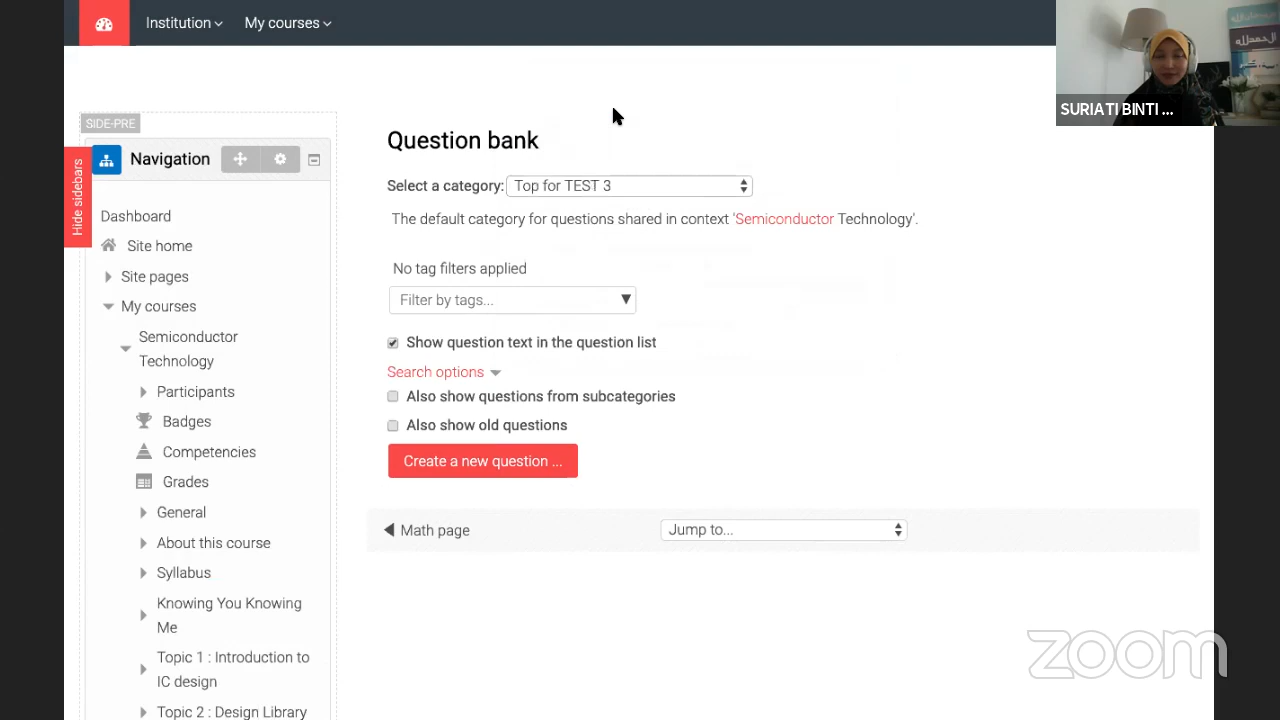 Institution
My courses
SURIATI BINTI ...
الحمدلله
SIDE-PRE
Hide sidebars
Navigation
Dashboard
Site home
Site pages
My courses
Semiconductor
Technology
Participants
Badges
Competencies
Grades
General
About this course
Syllabus
Knowing You Knowing
Me
Topic 1 : Introduction to
IC design
Topic 2 : Design Library
Question bank
Select a category: Top for TEST 3
The default category for questions shared in context 'Semiconductor Technology'.
No tag filters applied
Filter by tags...
Show question text in the question list
Search options
Also show questions from subcategories
Also show old questions
Create a new question ...
Math page
Jump to...
zoom